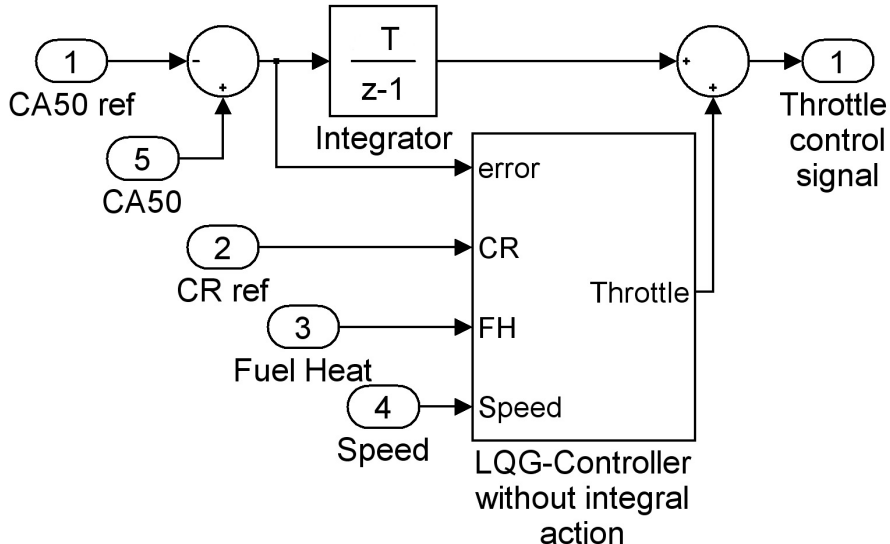 1
CA50 ref
-
+
5
CA50
T
z-1
Integrator
+
+
1
Throttle
control
signal
error
2
CR ref
CR
Throttle
3
Fuel Heat
FH
4
Speed
Speed
LQG-Controller
without integral
action